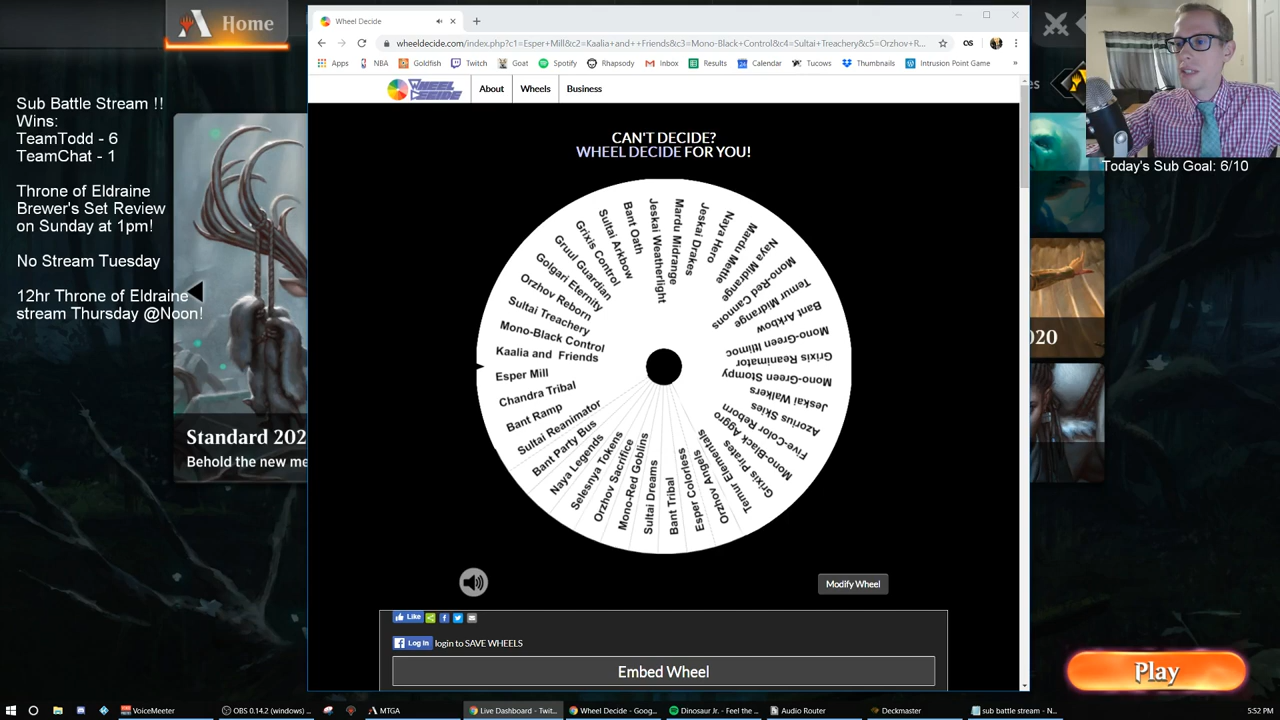 Home
Wheel Decide
wheeldecide.com/index.php?c1=Esper+Mill&c2=Kaalia+and++Friends&c3=Mono-Black+Control&c4=Sultai+Treachery&c5=Orzhov+R...
Apps
NBA
Goldfish
Twitch
Goat
Spotify
Rhapsody
Inbox
Results
Calendar
Tucows
Thumbnails
Intrusion Point Game
»
WHEEL DECIDE
About
Wheels
Business
Sub Battle Stream !!
Wins:
TeamTodd - 6
TeamChat - 1
Throne of Eldraine
Brewer's Set Review
on Sunday at 1pm!
No Stream Tuesday
12hr Throne of Eldraine
stream Thursday @Noon!
Today's Sub Goal: 6/10
CAN'T DECIDE?
WHEEL DECIDE FOR YOU!
Esper Mill
Kaalia and Friends
Mono-Black Control
Sultai Treachery
Orzhov Reborn
Golgari Eternity
Gruul Guardian
Grixis Control
Sultai Arkbow
Bant Oath
Jeskai Weatherlight
Mardu Midrange
Jeskai Drakes
Naya Hero
Mardu Mettle
Naya Midrange
Mono-Red Cannons
Temur Midrange
Bant Arkbow
Mono-Green Illimoc
Grixis Reanimator
Mono-Green Stompy
Jeskai Walkers
Azorius Skies
Five-Color Reborn
Mono-Black Aggro
Grixis Pirates
Temur Elementals
Orzhov Angels
Esper Colorless
Bant Tribal
Sultai Dreams
Mono-Red Goblins
Orzhov Sacrifice
Selesnya Tokens
Naya Legends
Bant Party Bus
Sultai Reanimator
Bant Ramp
Chandra Tribal
Standard 202
Behold the new me
020
Modify Wheel
Like
Log In
login to SAVE WHEELS
Embed Wheel
Play
VoiceMeeter
OBS 0.14.2 (windows) ...
MTGA
Live Dashboard - Twit...
Wheel Decide - Goog...
Dinosaur Jr. - Feel the ...
Audio Router
Deckmaster
sub battle stream - N...
5:52 PM